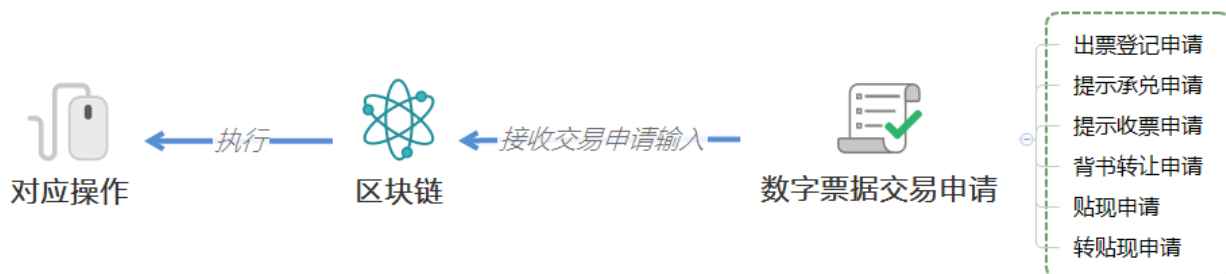 出票登记申请
提示承兑申请
提示收票申请
背书转让申请
贴现申请
转贴现申请
执行
接收交易申请输入
对应操作
区块链
数字票据交易申请